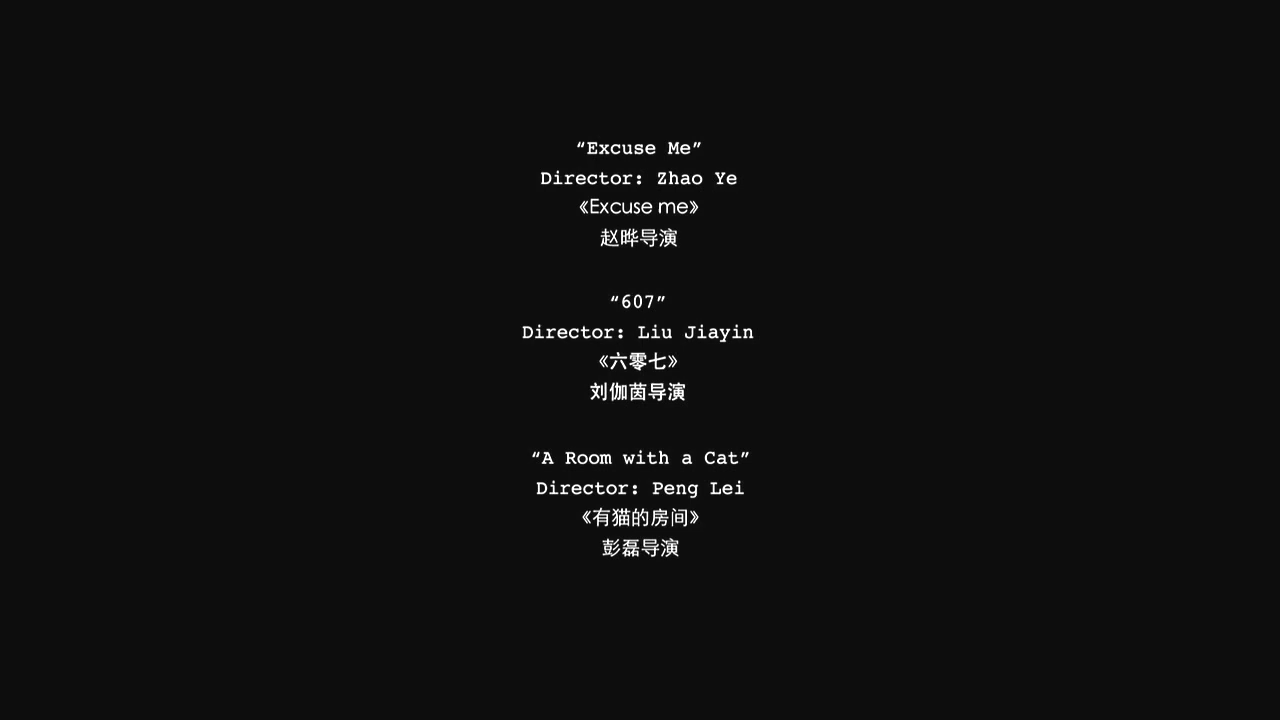 “Excuse Me”
Director: Zhao Ye
《Excuse me》
赵晔导演
“607”
Director: Liu Jiayin
《六零七》
刘伽茵导演
“A Room with a Cat”
Director: Peng Lei
《有猫的房间》
彭磊导演